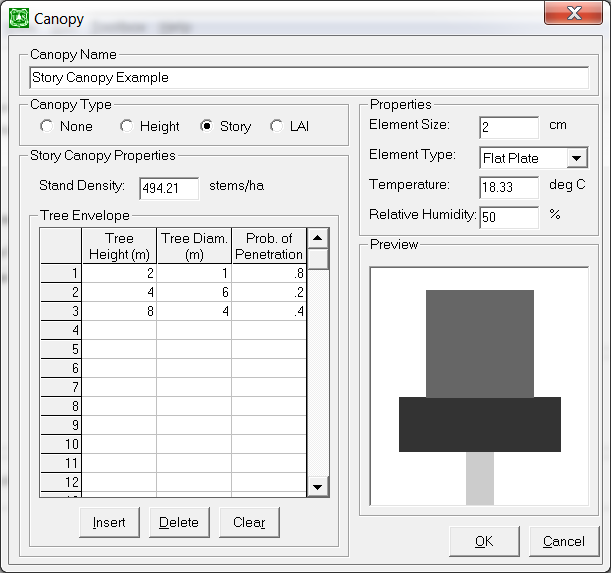 Canopy
Canopy Name
Story Canopy Example
Canopy Type
None Height Story LAI
Story Canopy Properties
Stand Density: 494.21 stems/ha
Tree Envelope
Tree Height (m) Tree Diam. (m) Prob. of Penetration
1 2 1 .8
2 4 6 .2
3 8 4 .4
4
5
6
7
8
9
10
11
12
Insert Delete Clear
Properties
Element Size: 2 cm
Element Type: Flat Plate
Temperature: 18.33 deg C
Relative Humidity: 50 %
Preview
OK Cancel